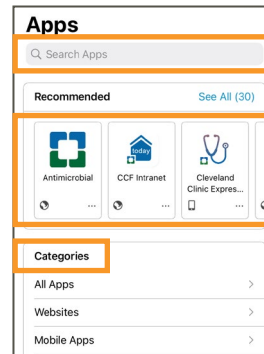 Apps
Search Apps
Recommended See All (30)
today
Antimicrobial CCF Intranet Cleveland
Clinic Expres...
Categories
All Apps
Websites
Mobile Apps